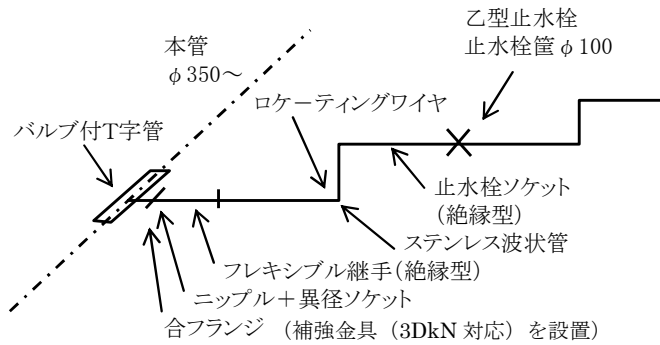 乙型止水栓
止水栓筐φ100
本管
φ350～
ロケーティングワイヤ
バルブ付T字管
止水栓ソケット
(絶縁型)
ステンレス波状管
フレキシブル継手(絶縁型)
ニップル＋異径ソケット
合フランジ (補強金具 (3DkN 対応) を設置)